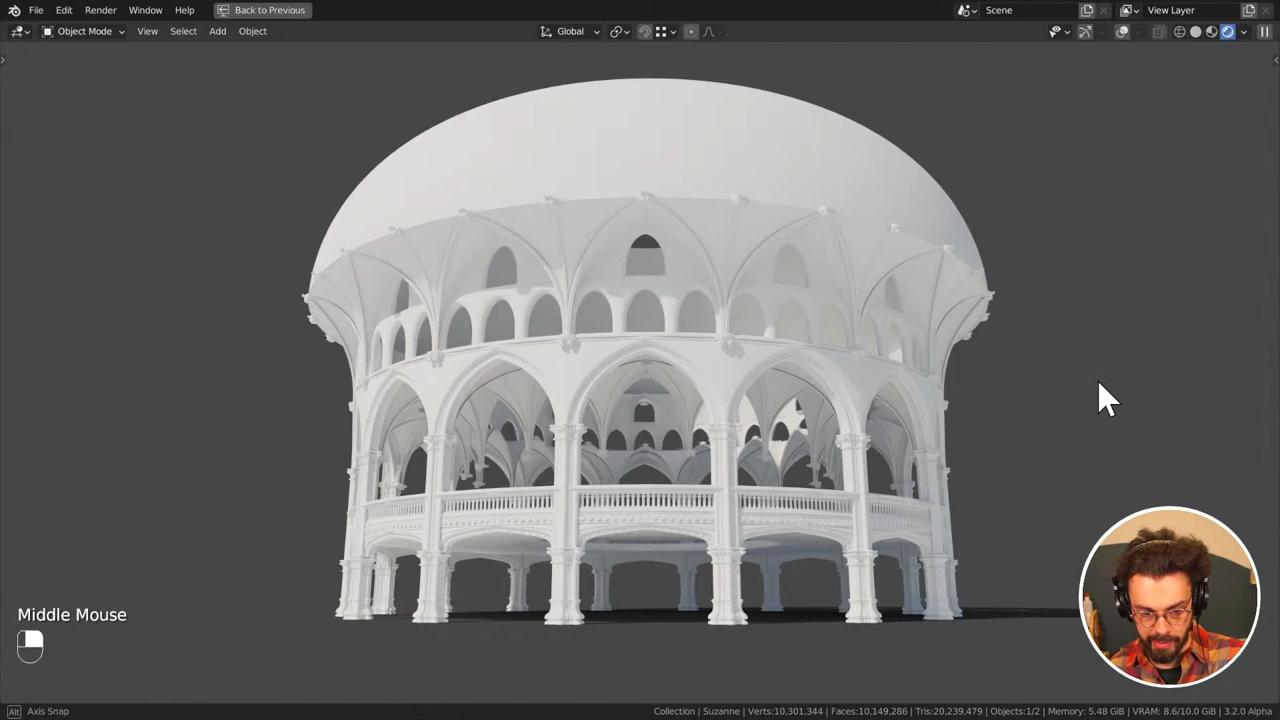 File Edit Render Window Help Back to Previous Scene View Layer
Object Mode View Select Add Object Global
Middle Mouse
Alt Axis Snap Collection | Suzanne | Verts:10,301,344 | Faces:10,149,286 | Tris:20,239,479 | Objects:1/2 | Memory: 5.48 GiB | VRAM: 8.6/10.0 GiB | 3.2.0 Alpha